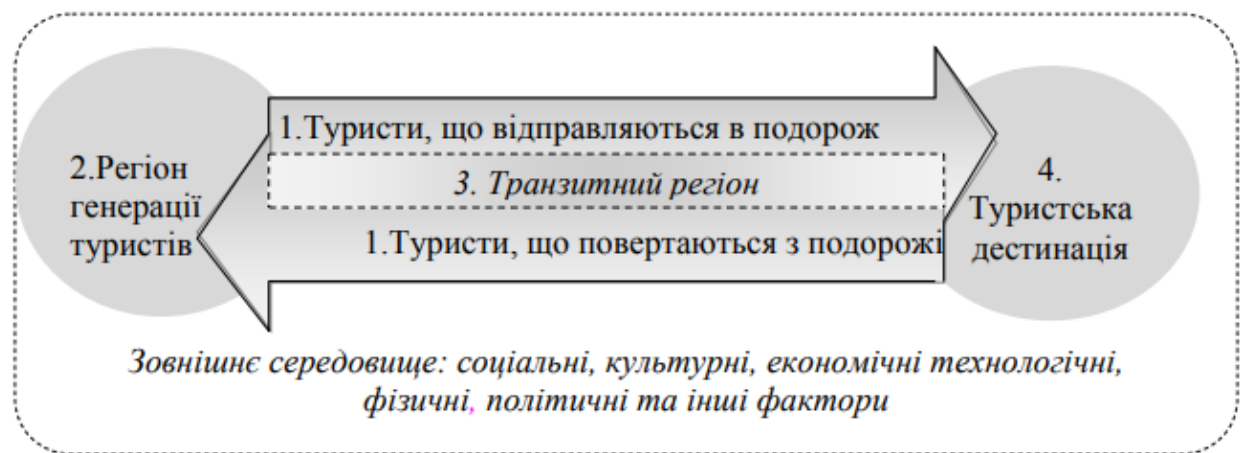 1.Туристи, що відправляються в подорож
2.Регіон
генерації
туристів
3. Транзитний регіон
4.
Туристська
дестинація
1.Туристи, що повертаються з подорожі
Зовнішнє середовище: соціальні, культурні, економічні технологічні,
фізичні, політичні та інші фактори